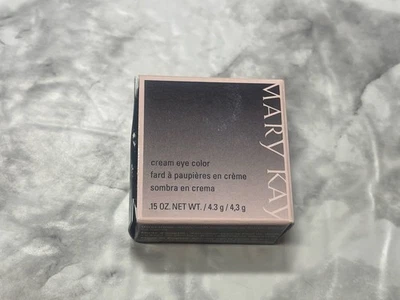 MARY KAY
cream eye color
fard à paupières en crème
sombra en crema
.15 OZ. NET WT. / 4.3 g / 4,3 g